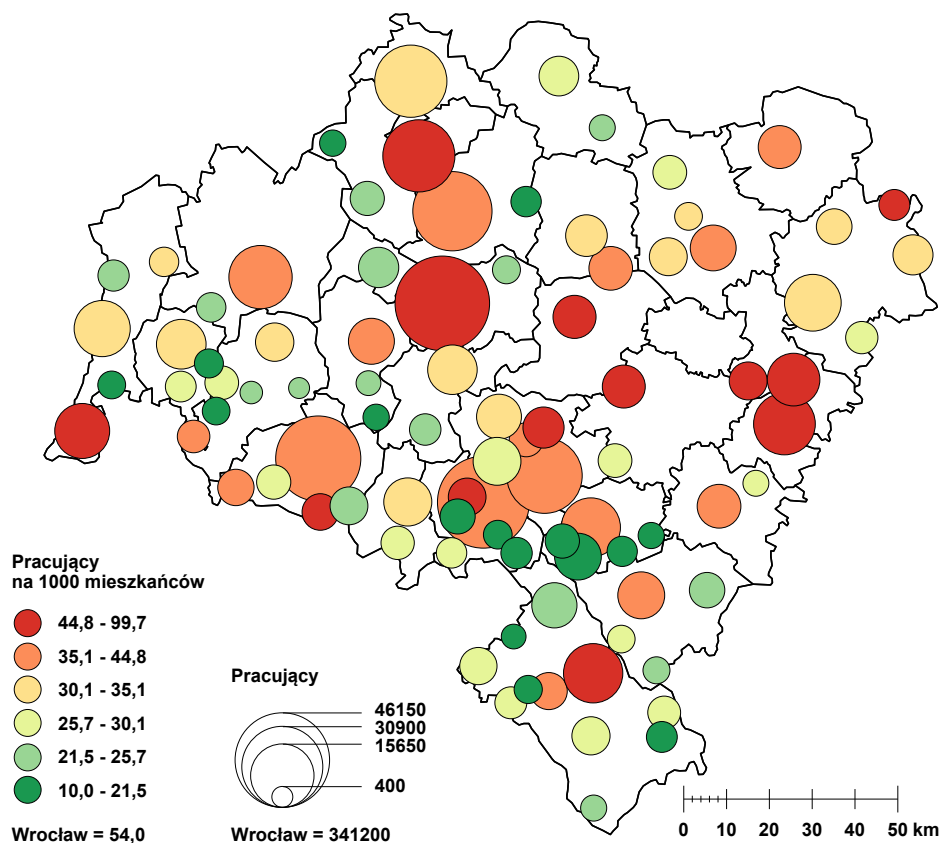 Pracujący
na 1000 mieszkańców
44,8 - 99,7
35,1 - 44,8
30,1 - 35,1
25,7 - 30,1
21,5 - 25,7
10,0 - 21,5
Wrocław = 54,0
Pracujący
46150
30900
15650
400
Wrocław = 341200
0 10 20 30 40 50 km